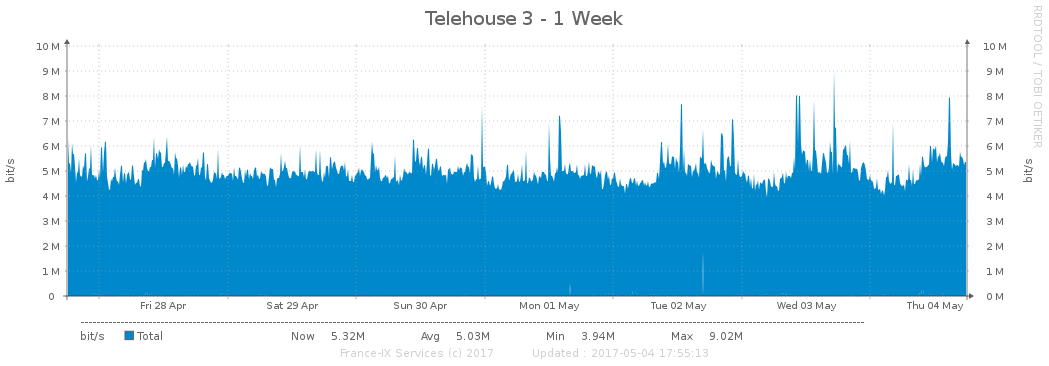 Telehouse 3 - 1 Week
RRDTOOL / TOBI OETIKER
bit/s
bit/s
10 M 10 M
9 M 9 M
8 M 8 M
7 M 7 M
6 M 6 M
5 M 5 M
4 M 4 M
3 M 3 M
2 M 2 M
1 M 1 M
0 0 M
Fri 28 Apr Sat 29 Apr Sun 30 Apr Mon 01 May Tue 02 May Wed 03 May Thu 04 May
bit/s Total Now 5.32M Avg 5.03M Min 3.94M Max 9.02M
France-IX Services (c) 2017 Updated : 2017-05-04 17:55:13